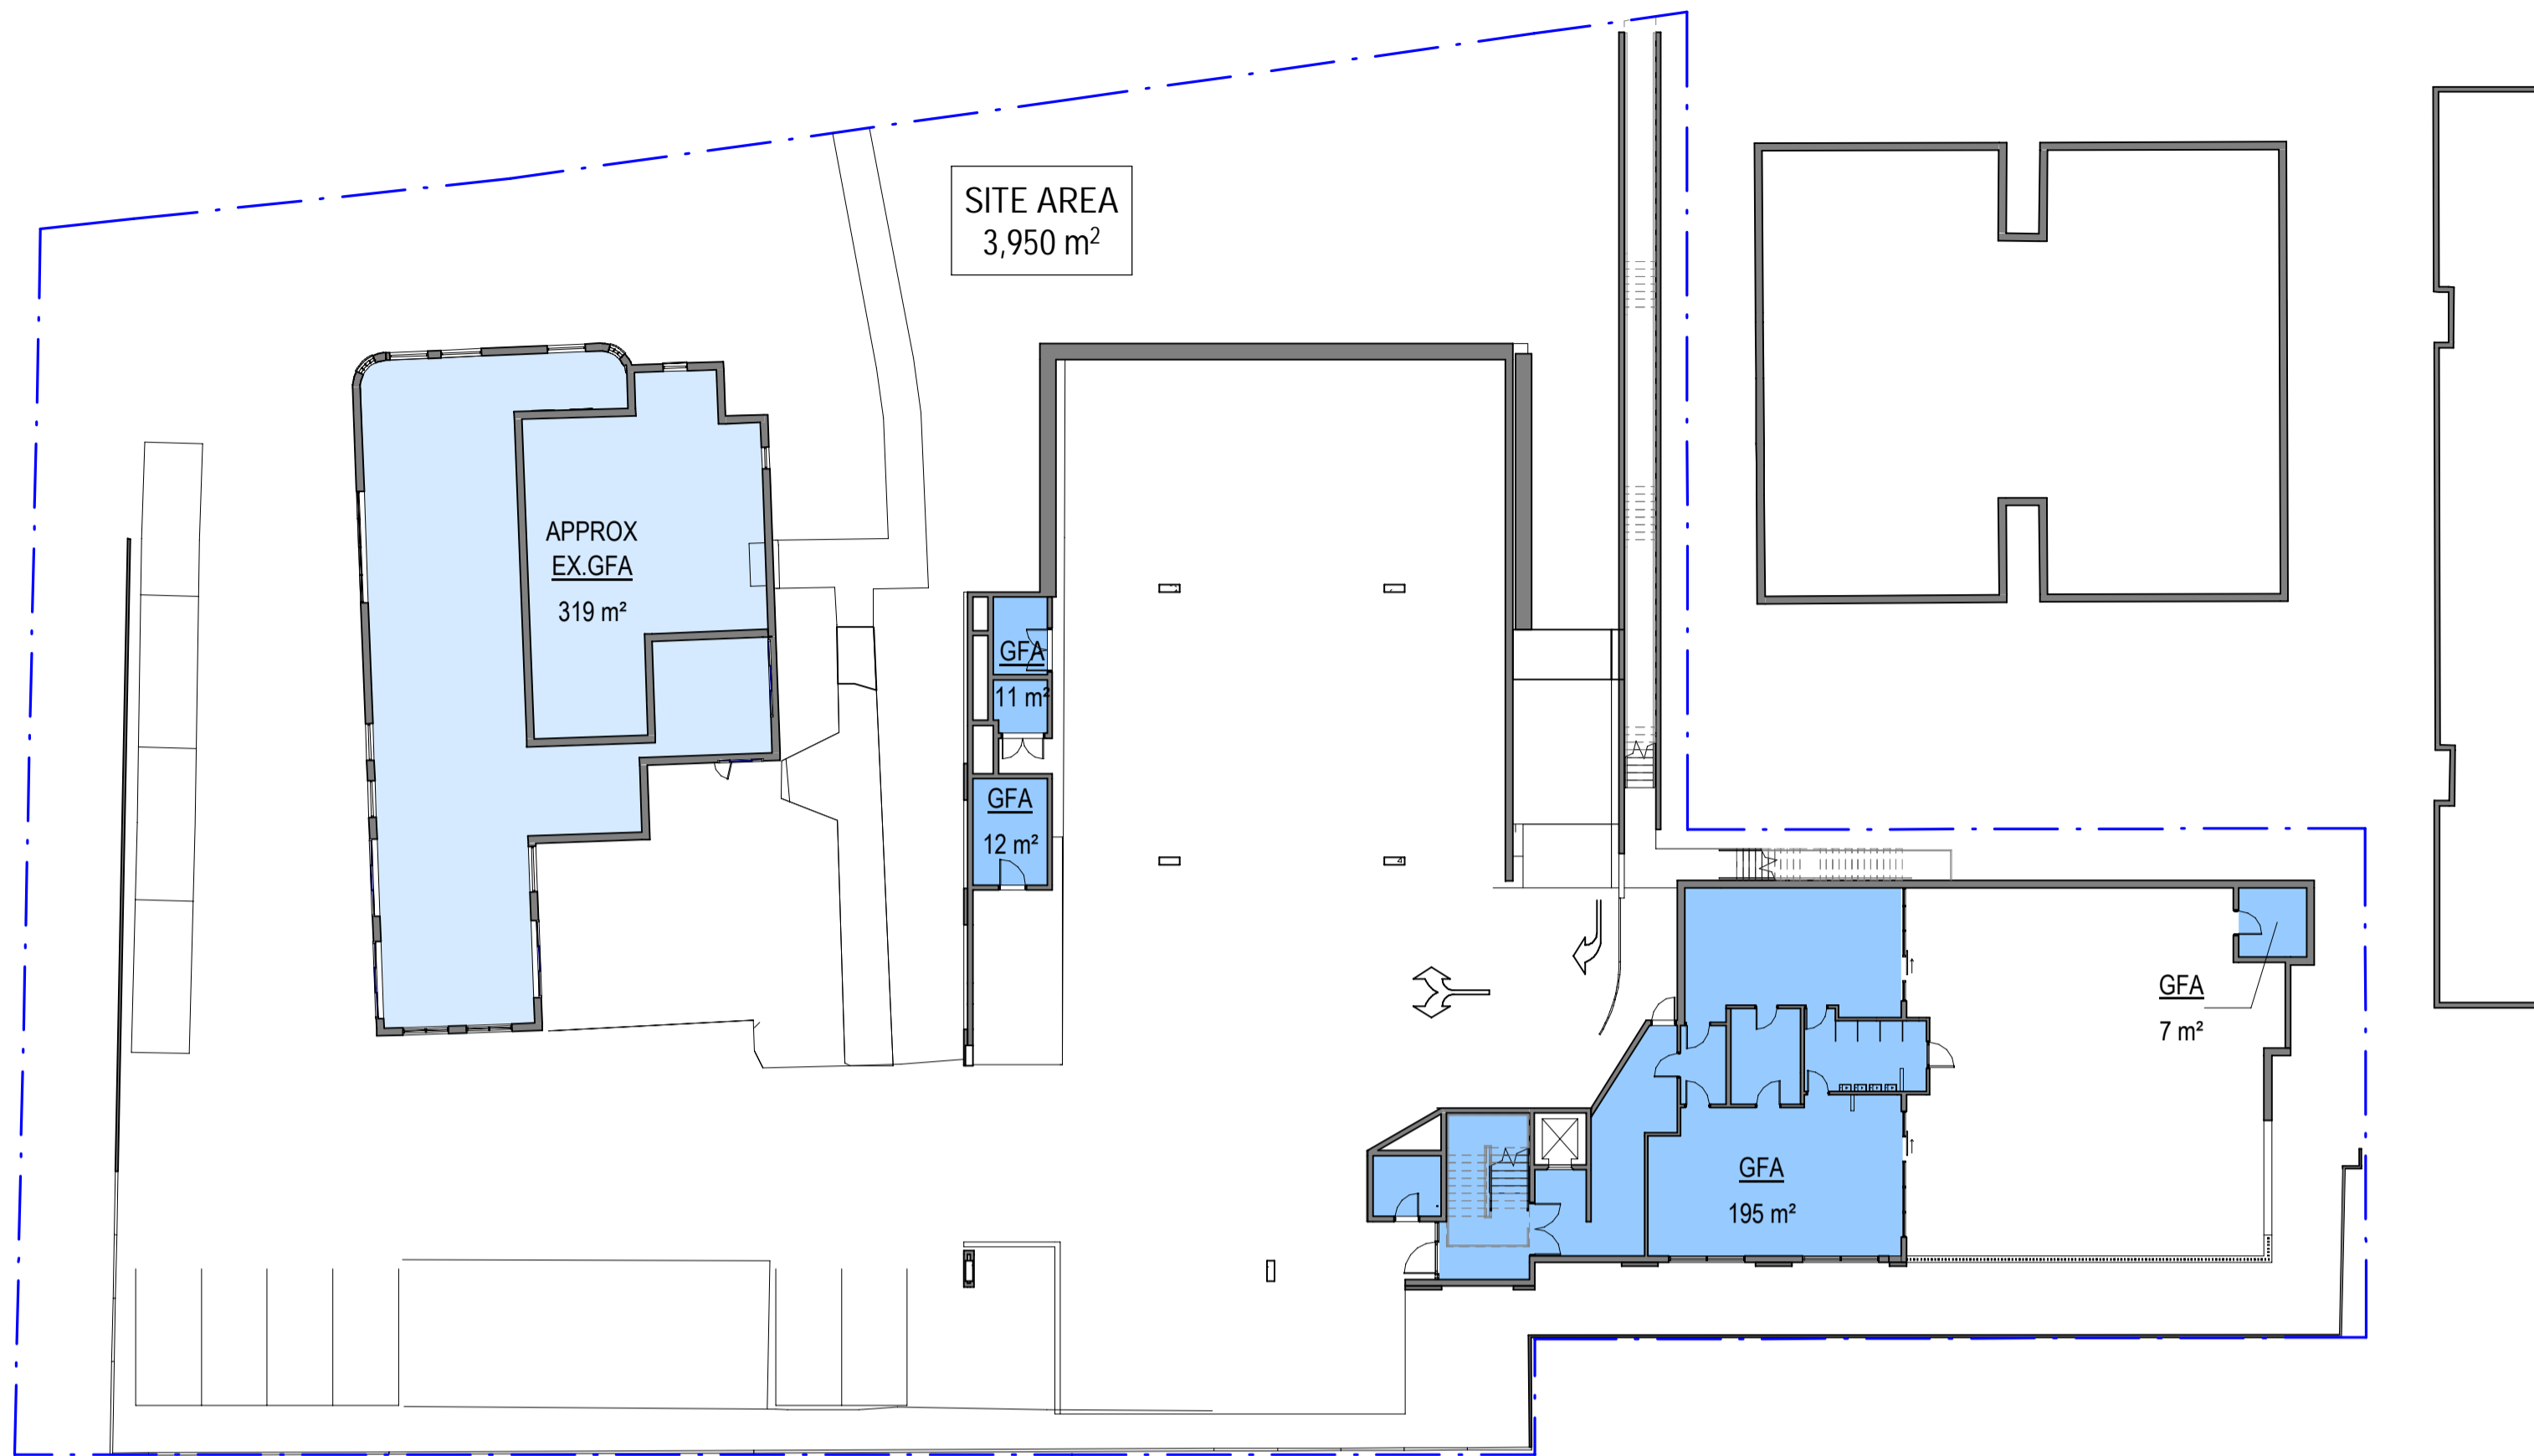 SITE AREA
3,950 m²
APPROX
EX.GFA
319 m²
GFA
11 m²
GFA
12 m²
GFA
7 m²
GFA
195 m²